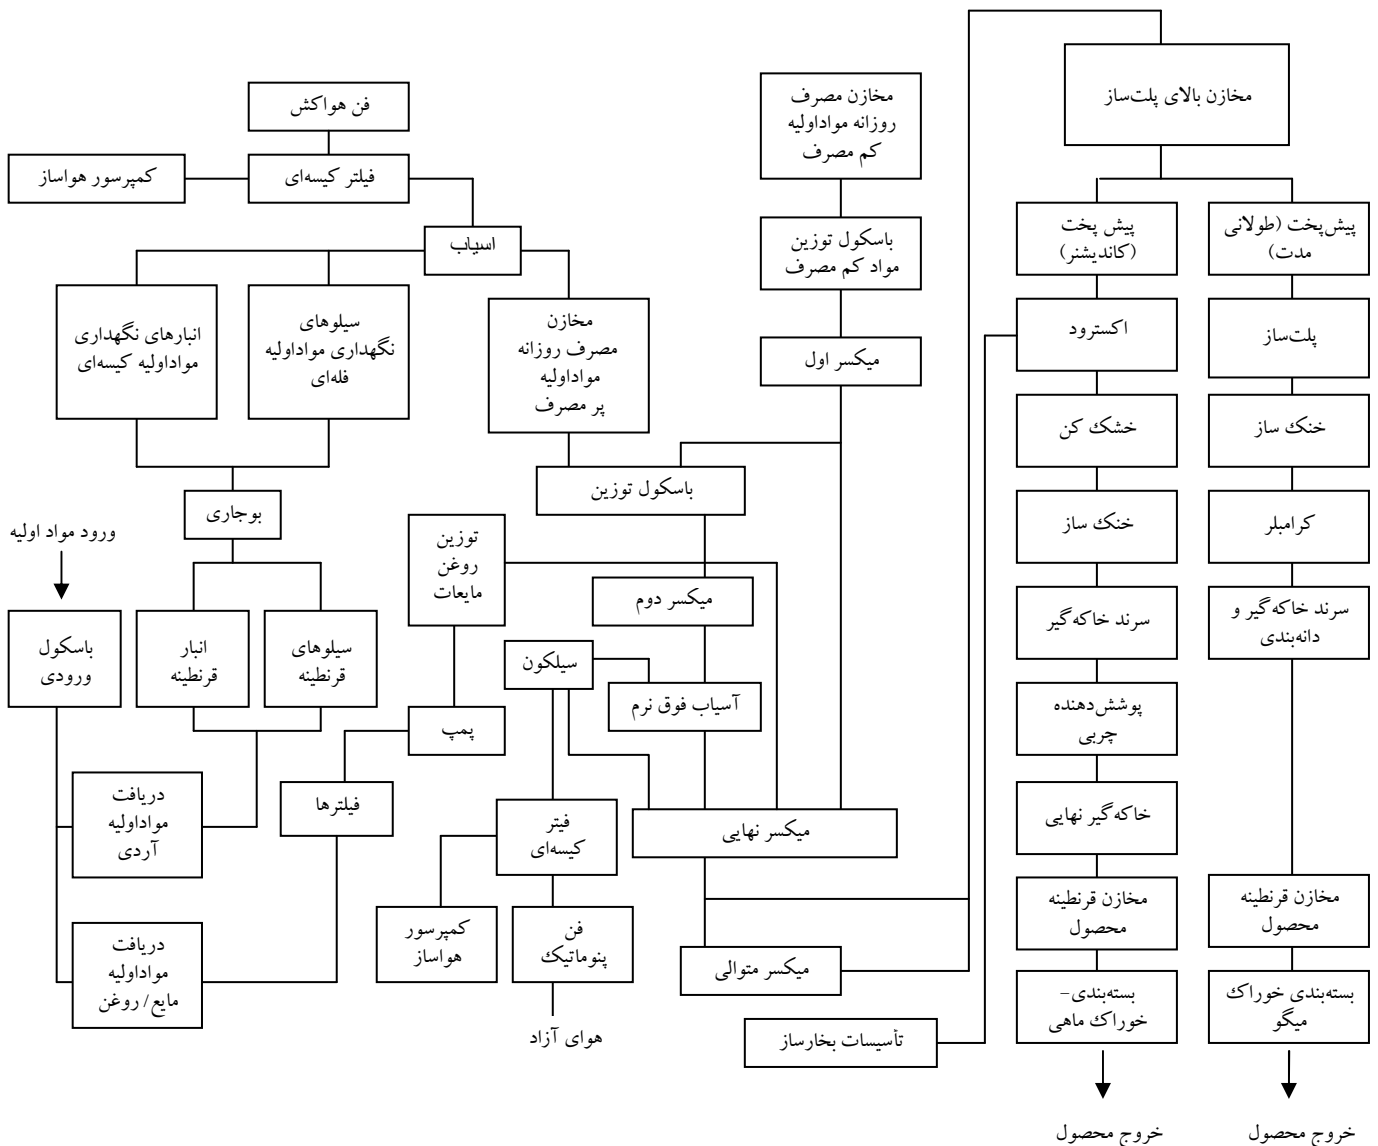 مخازن بالای پلت‌ساز
پیش‌پخت (طولانی
مدت)
پلت‌ساز
خنک ساز
کرامبلر
سرند خاکه‌گیر و
دانه‌بندی
مخازن قرنطینه
محصول
بسته‌بندی خوراک
میگو
خروج محصول
پیش پخت
(کاندیشنر)
اکسترود
خشک کن
خنک ساز
سرند خاکه‌گیر
پوشش‌دهنده
چربی
خاکه‌گیر نهایی
مخازن قرنطینه
محصول
بسته‌بندی-
خوراک ماهی
خروج محصول
مخازن مصرف
روزانه مواداولیه
کم مصرف
باسکول توزین
مواد کم مصرف
میکسر اول
فن هواکش
فیلتر کیسه‌ای
کمپرسور هواساز
اسیاب
مخازن
مصرف روزانه
مواداولیه
پر مصرف
سیلوهای
نگهداری مواداولیه
فله‌ای
انبارهای نگهداری
مواداولیه کیسه‌ای
باسکول توزین
بوجاری
توزین
روغن
مایعات
ورود مواد اولیه
میکسر دوم
سیلوهای
قرنطینه
انبار
قرنطینه
باسکول
ورودی
سیلکون
آسیاب فوق نرم
پمپ
فیلترها
دریافت
مواداولیه
آردی
میکسر نهایی
فیتر
کیسه‌ای
فن
پنوماتیک
کمپرسور
هواساز
دریافت
مواداولیه
مایع/روغن
میکسر متوالی
هوای آزاد
تأسیسات بخارساز